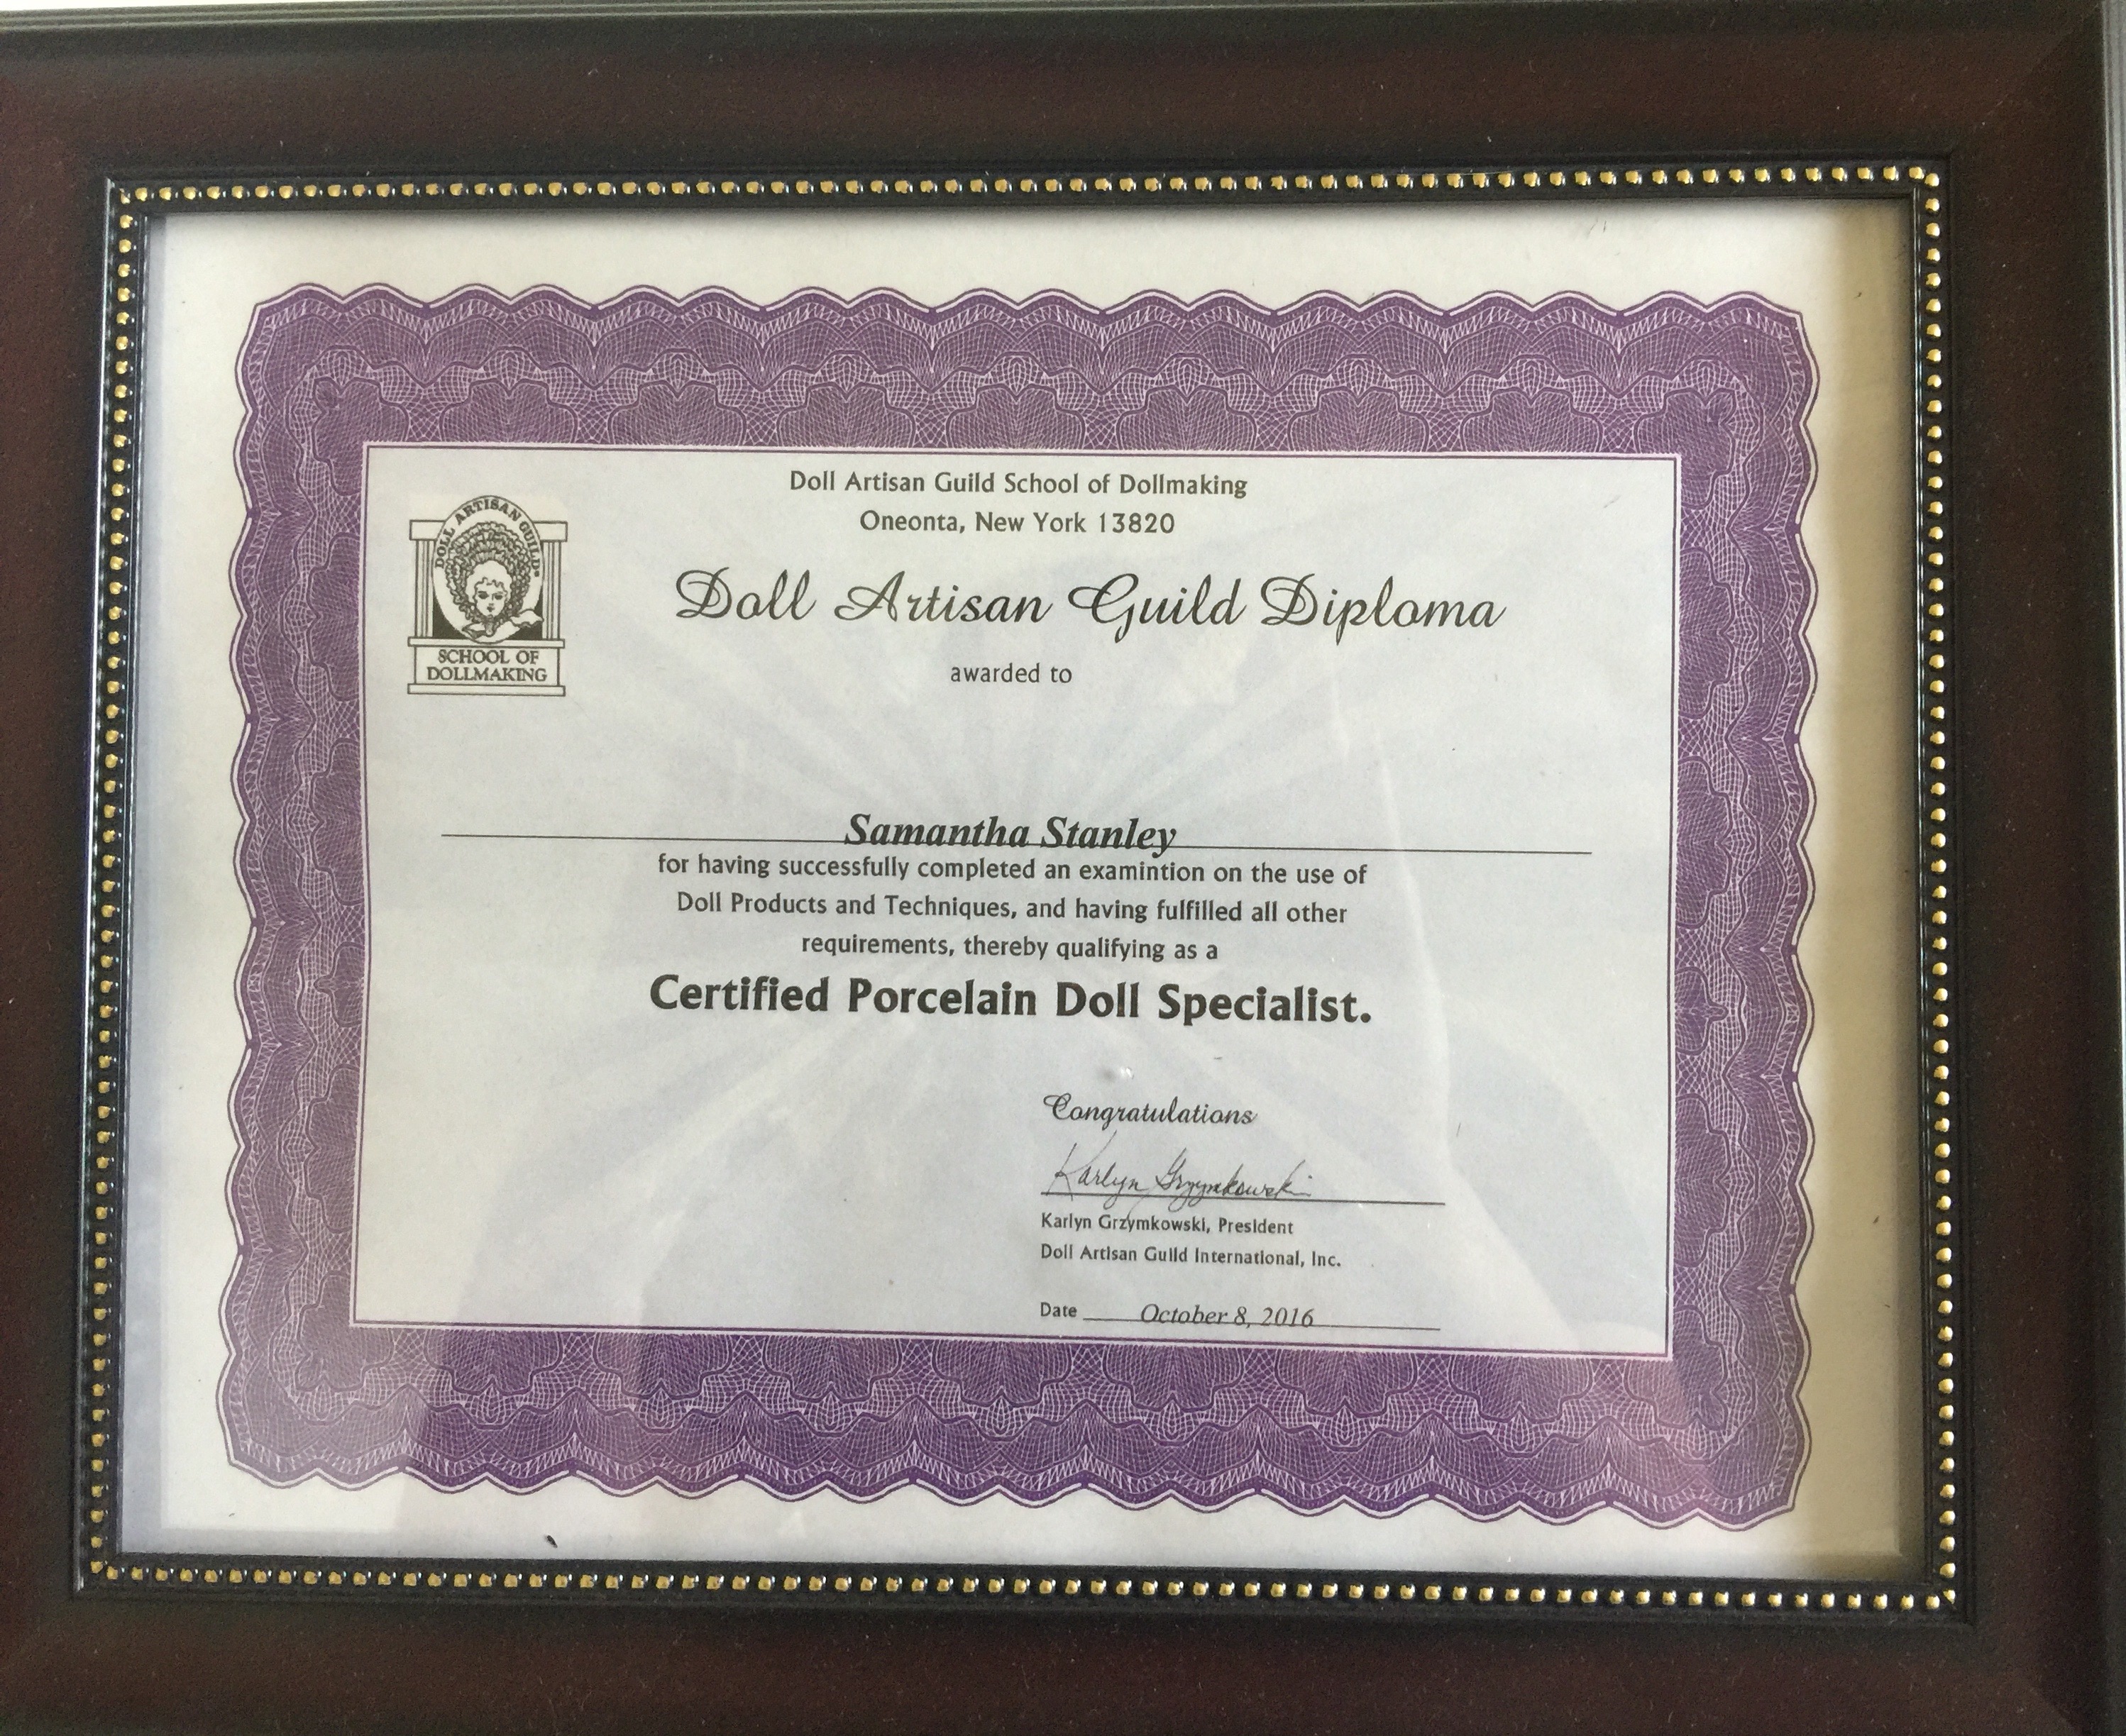 DOLL ARTISAN GUILD®
SCHOOL OF
DOLLMAKING
Doll Artisan Guild School of Dollmaking
Oneonta, New York 13820
Doll Artisan Guild Diploma
awarded to
Samantha Stanley
for having successfully completed an examintion on the use of
Doll Products and Techniques, and having fulfilled all other
requirements, thereby qualifying as a
Certified Porcelain Doll Specialist.
Congratulations
Karlyn Grzymkowski
Karlyn Grzymkowski, President
Doll Artisan Guild International, Inc.
Date October 8, 2016